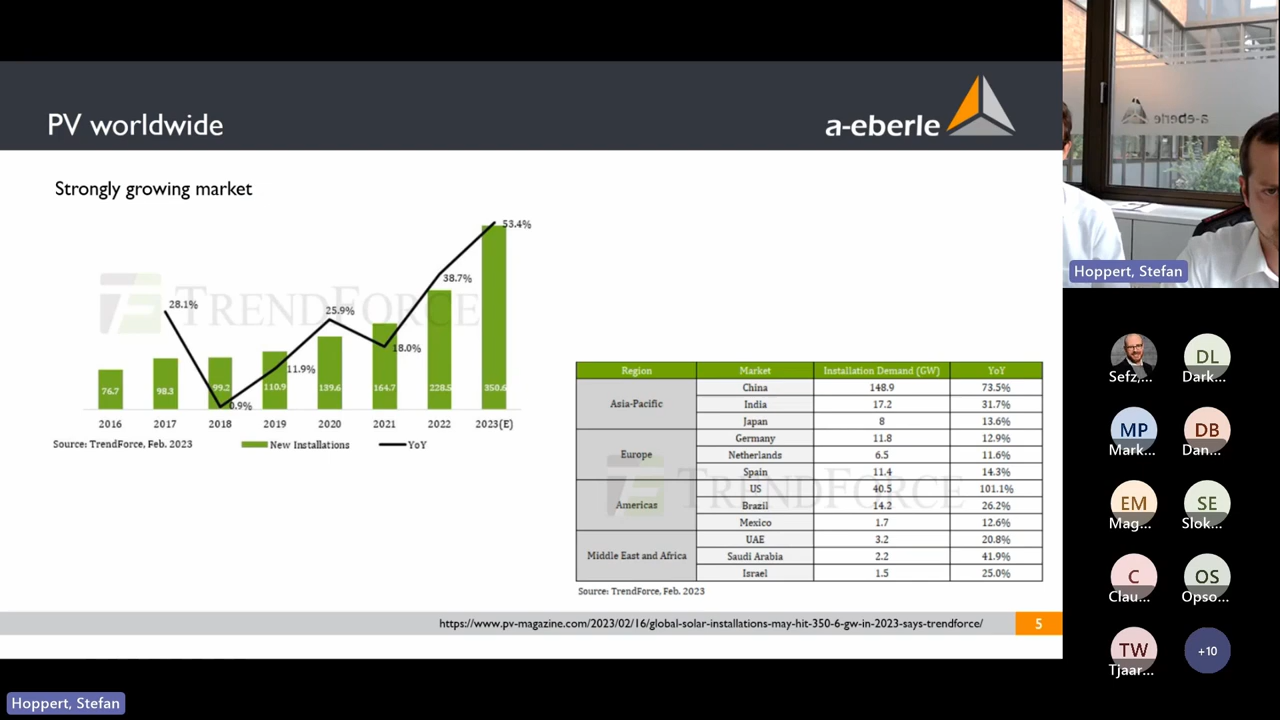 PV worldwide
a-eberle
Strongly growing market
TRENDFORCE
53.4%
38.7%
28.1%
25.9%
18.0%
11.9%
0.9%
76.7
98.3
99.2
110.9
139.6
164.7
228.5
350.6
2016 2017 2018 2019 2020 2021 2022 2023(E)
Source: TrendForce, Feb. 2023 New Installations YoY
Region Market Installation Demand (GW) YoY
Asia-Pacific China 148.9 73.5%
India 17.2 31.7%
Japan 8 13.6%
Europe Germany 11.8 12.9%
Netherlands 6.5 11.6%
Spain 11.4 14.3%
TRENDFORCE
Americas US 40.5 101.1%
Brazil 14.2 26.2%
Mexico 1.7 12.6%
Middle East and Africa UAE 3.2 20.8%
Saudi Arabia 2.2 41.9%
Israel 1.5 25.0%
Source: TrendForce, Feb. 2023
https://www.pv-magazine.com/2023/02/16/global-solar-installations-may-hit-350-6-gw-in-2023-says-trendforce/
5
a-eberle
Hoppert, Stefan
Sefz,...
DL
Dark...
MP
Mark...
DB
Dan...
EM
Mag...
SE
Slok...
C
Clau...
OS
Opso...
TW
Tjaar...
+10
Hoppert, Stefan